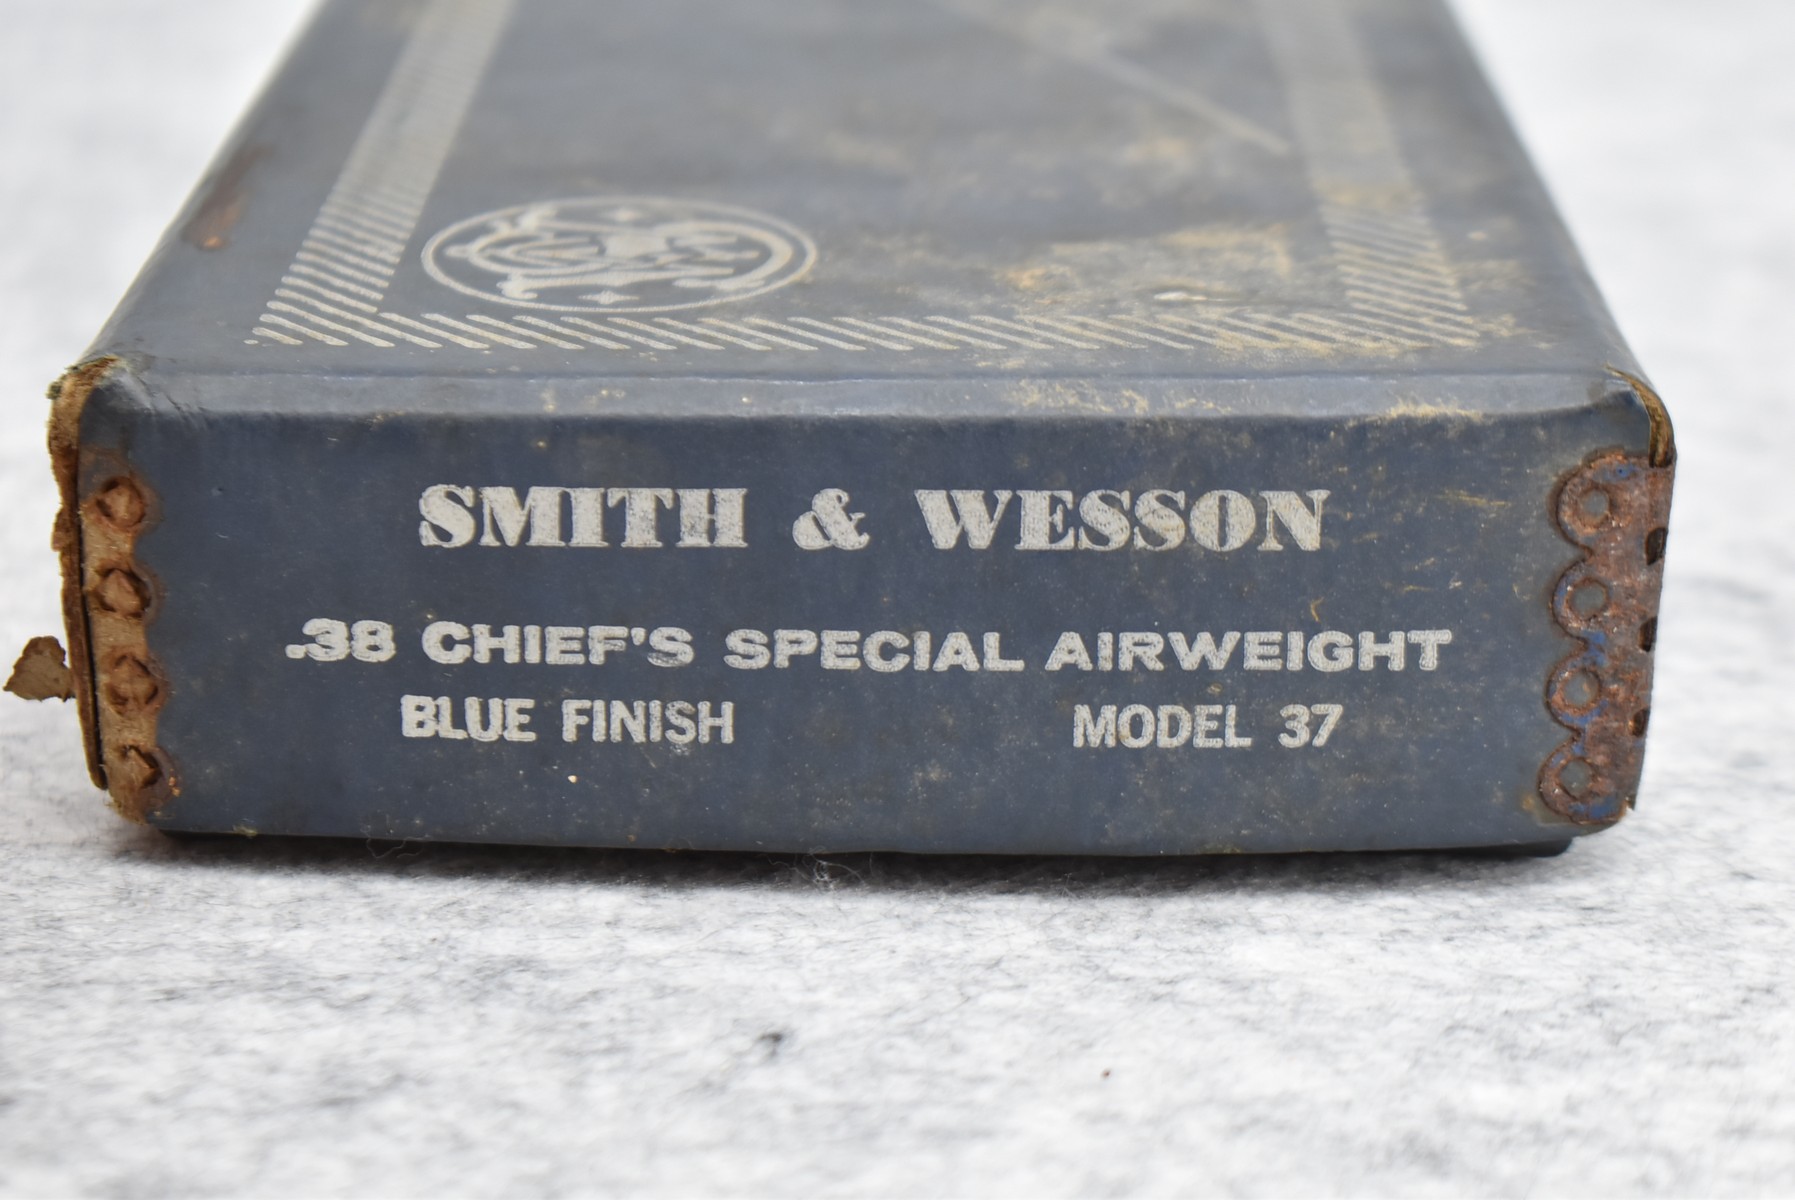 SMITH & WESSON
.38 CHIEF'S SPECIAL AIRWEIGHT
BLUE FINISH MODEL 37